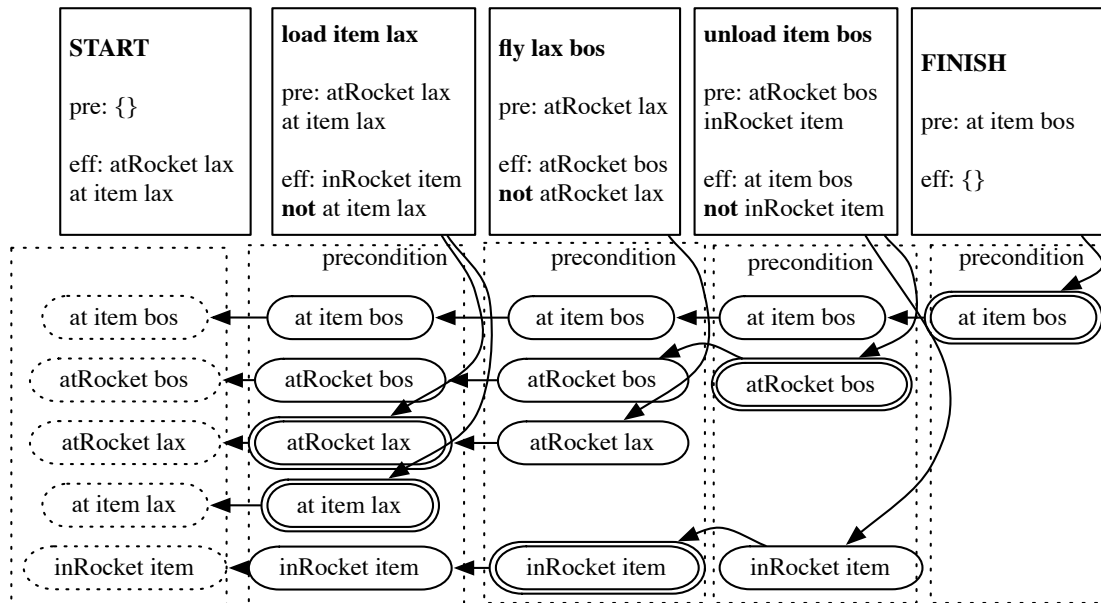 START
pre: {}
eff: atRocket lax
at item lax
load item lax
pre: atRocket lax
at item lax
eff: inRocket item
not at item lax
fly lax bos
pre: atRocket lax
eff: atRocket bos
not atRocket lax
unload item bos
pre: atRocket bos
inRocket item
eff: at item bos
not inRocket item
FINISH
pre: at item bos
eff: {}
precondition
precondition
precondition
precondition
at item bos
at item bos
at item bos
at item bos
at item bos
atRocket bos
atRocket bos
atRocket bos
atRocket bos
atRocket lax
atRocket lax
atRocket lax
at item lax
at item lax
inRocket item
inRocket item
inRocket item
inRocket item